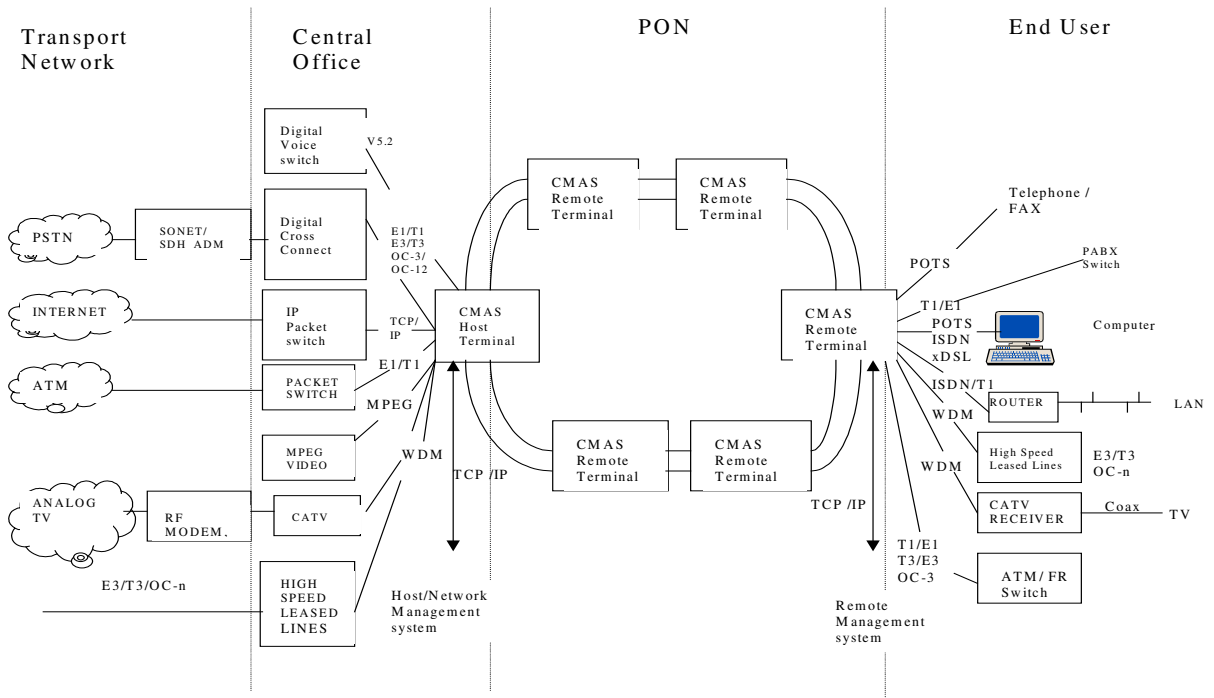 Transport
Network
Central
Office
PON
End User
Digital
Voice
switch
V5.2
PSTN
SONET/
SDH ADM
Digital
Cross
Connect
E1/T1
E3/T3
OC-3/
OC-12
INTERNET
IP
Packet
switch
TCP/
IP
CMAS
Host
Terminal
ATM
PACKET
SWITCH
E1/T1
MPEG
MPEG
VIDEO
WDM
TCP /IP
ANALOG
TV
RF
MODEM,
CATV
E3/T3/OC-n
HIGH
SPEED
LEASED
LINES
Host/Network
Management
system
CMAS
Remote
Terminal
CMAS
Remote
Terminal
CMAS
Remote
Terminal
CMAS
Remote
Terminal
CMAS
Remote
Terminal
TCP /IP
Remote
Management
system
Telephone /
FAX
POTS
PABX
Switch
T1/E1
POTS
ISDN
xDSL
Computer
ISDN/T1
ROUTER
LAN
WDM
High Speed
Leased Lines
E3/T3
OC-n
WDM
CATV
RECEIVER
Coax
TV
T1/E1
T3/E3
OC-3
ATM/ FR
Switch